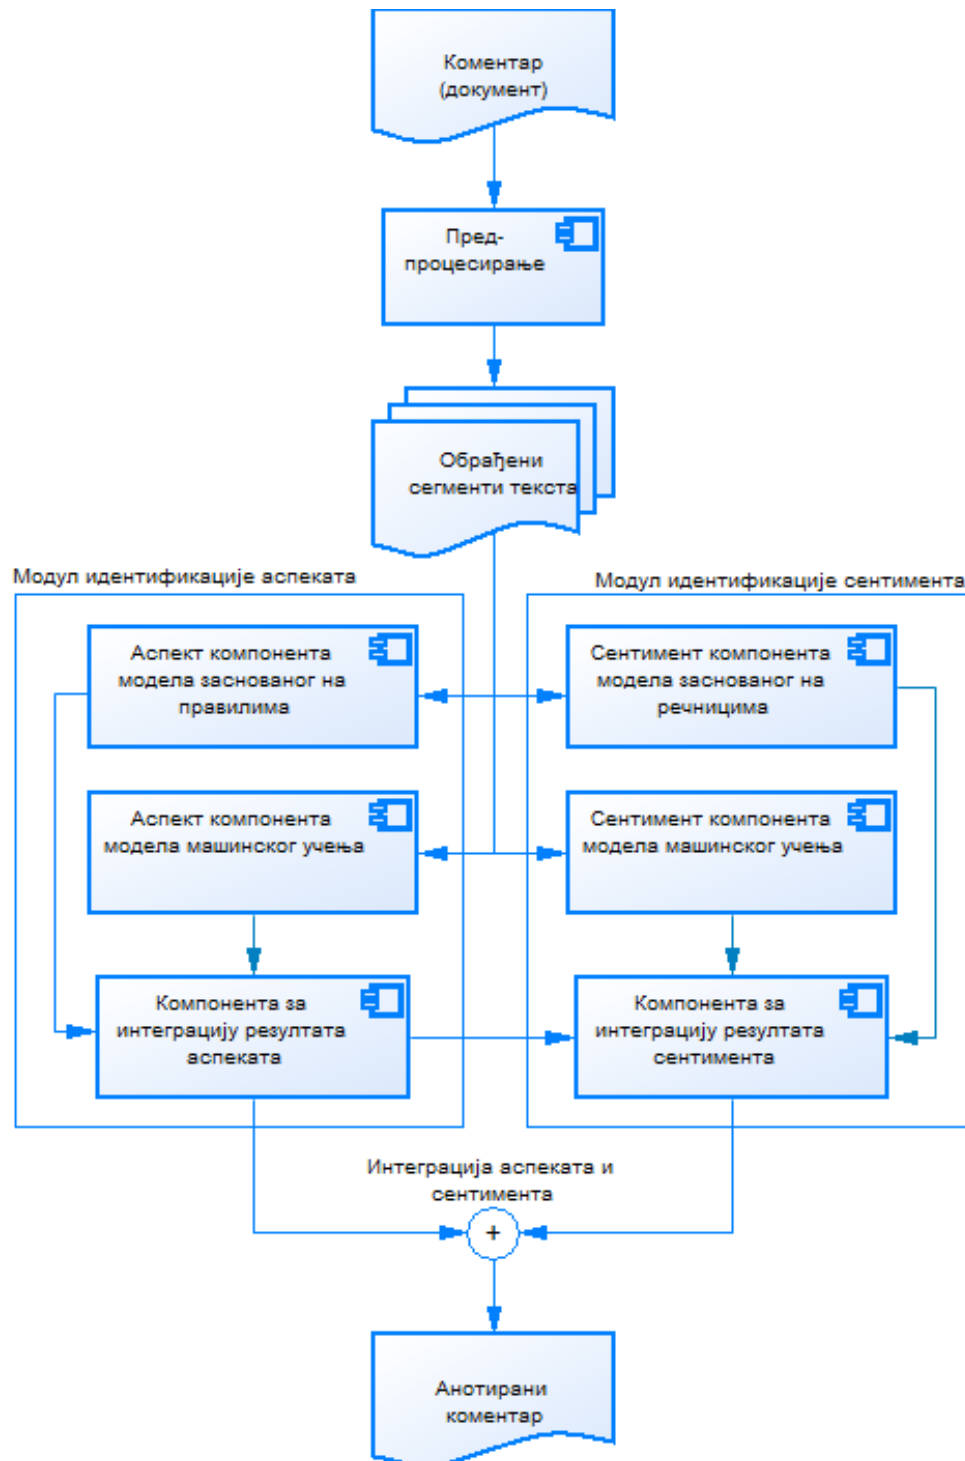 Коментар
(документ)
Пред-
процесирање
Обрађени
сегменти текста
Модул идентификације аспеката
Модул идентификације сентимента
Аспект компонента
модела заснованог на
правилима
Сентимент компонента
модела заснованог на
речницима
Аспект компонента
модела машинског учења
Сентимент компонента
модела машинског учења
Компонента за
интеграцију резултата
аспеката
Компонента за
интеграцију резултата
сентимента
Интеграција аспеката и
сентимента
+
Анотирани
коментар